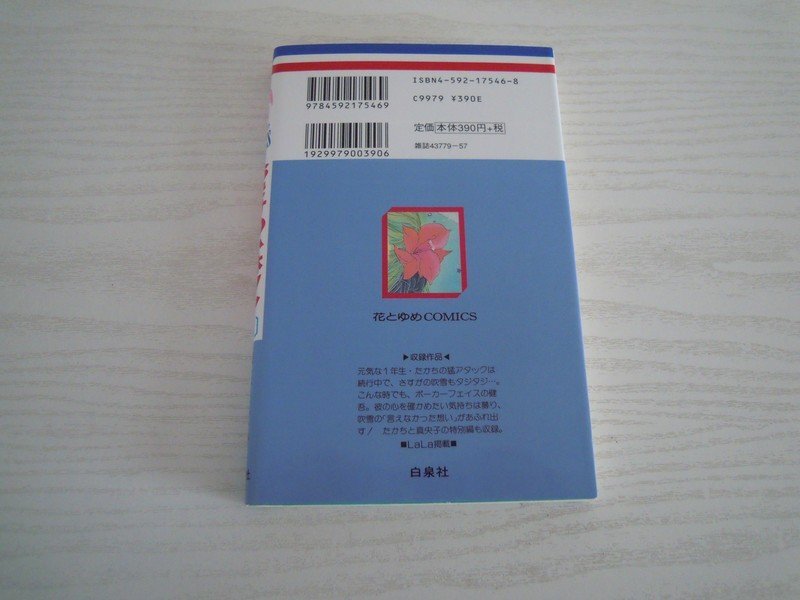 ISBN4-592-17546-8
C9979 ¥390E
9784592175469
定価 本体390円+税
雑誌43779-57
1929979003906
花とゆめCOMICS
▶収録作品◀
元気な1年生・たかちの猛アタックは
続行中で、さすがの吹雪もタジタジ…。
こんな時でも、ポーカーフェイスの健
吾。彼の心を確かめたい気持ちは募り、
吹雪の「言えなかった想い」があふれ出
す! たかちと真央子の特別編も収録。
■LaLa掲載■
白泉社